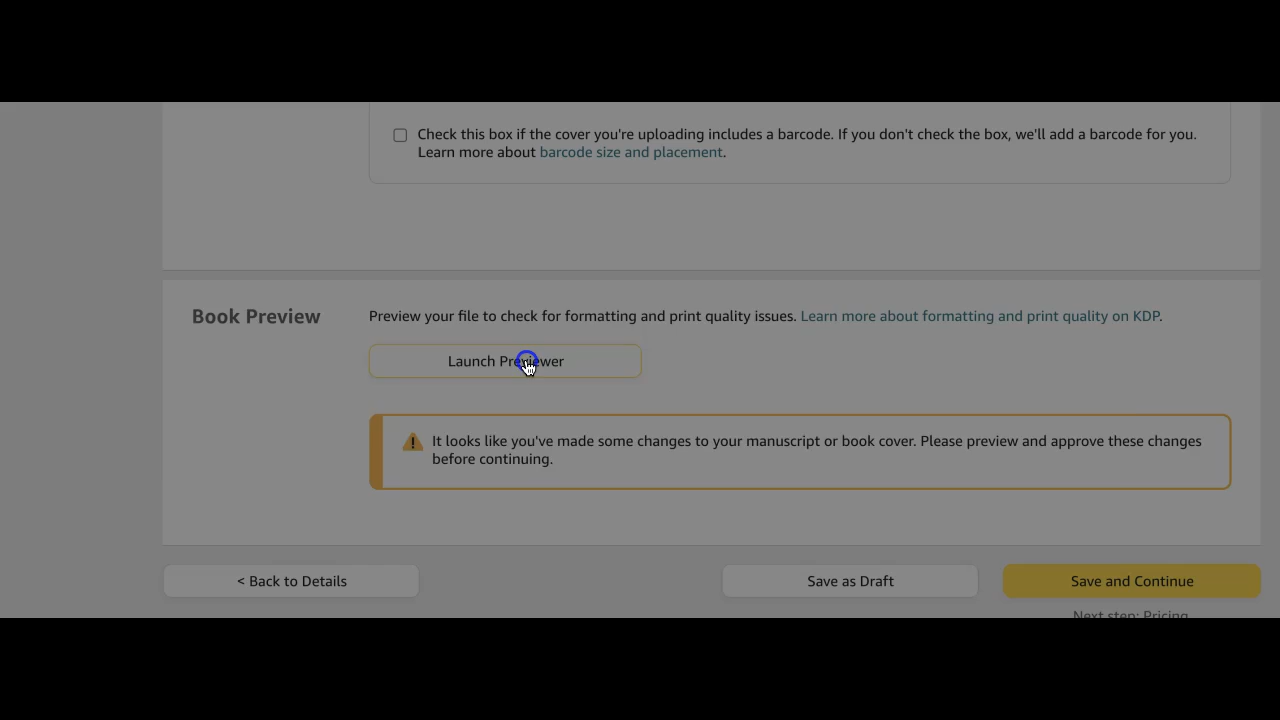 Check this box if the cover you're uploading includes a barcode. If you don't check the box, we'll add a barcode for you.
Learn more about barcode size and placement.
Book Preview
Preview your file to check for formatting and print quality issues. Learn more about formatting and print quality on KDP.
Launch Previewer
It looks like you've made some changes to your manuscript or book cover. Please preview and approve these changes
before continuing.
< Back to Details
Save as Draft
Save and Continue
Next step: Pricing